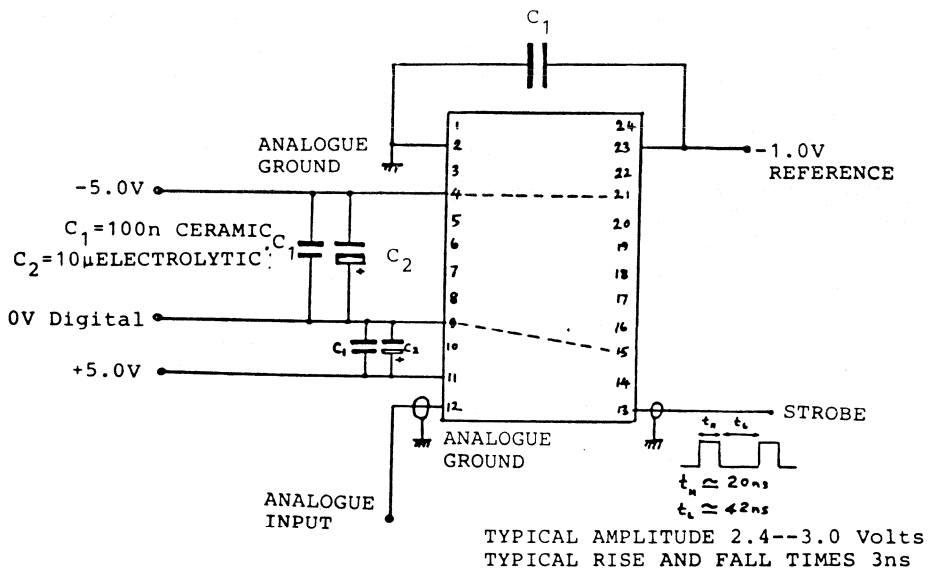 C₁
ANALOGUE
GROUND
1
2
3
4
5
6
7
8
9
10
11
12
24
23
22
21
20
19
18
17
16
15
14
13
-1.0V
REFERENCE
-5.0V
C₁=100n CERAMIC
C₂=10μELECTROLYTIC
C₁
C₂
+
0V Digital
C₁
C₂
+
+5.0V
ANALOGUE
GROUND
STROBE
tₕ
t_L
tₕ ≃ 20ns
t_L ≃ 42ns
ANALOGUE
INPUT
TYPICAL AMPLITUDE 2.4--3.0 Volts
TYPICAL RISE AND FALL TIMES 3ns